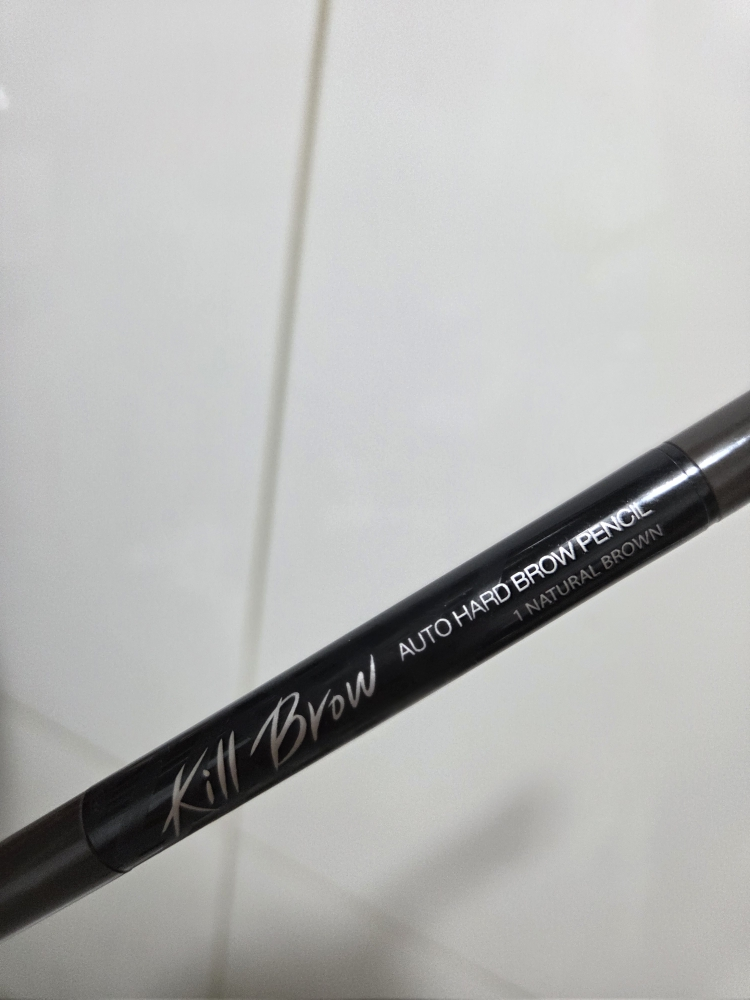 Kill Brow
AUTO HARD BROW PENCIL
1 NATURAL BROWN